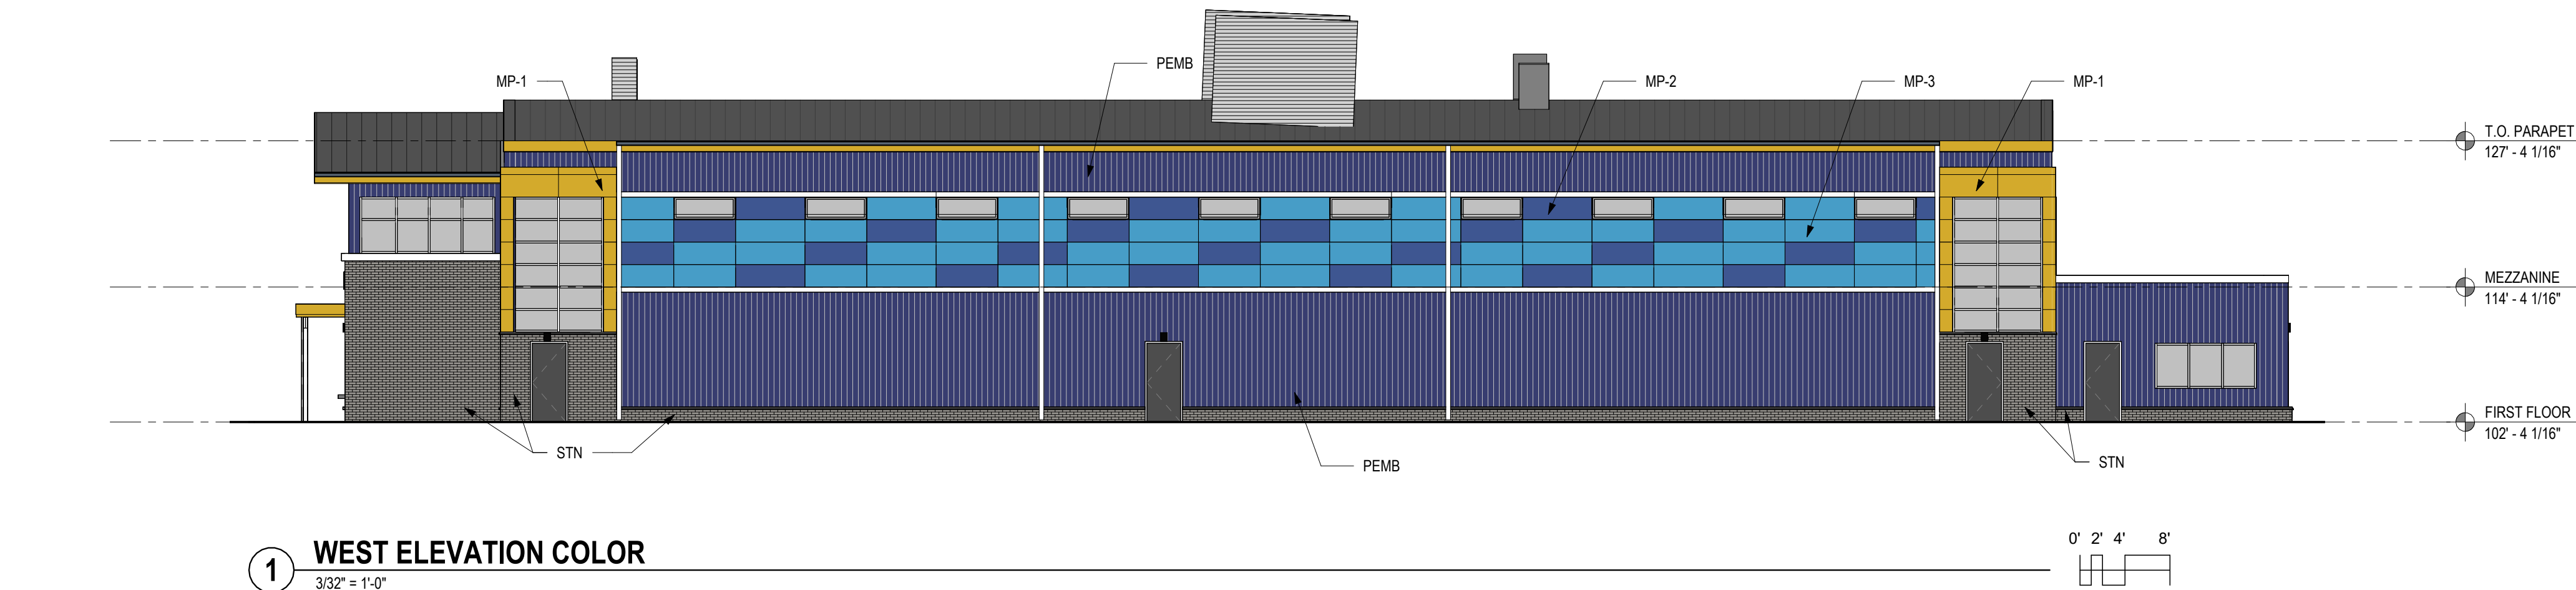 PEMB
MP-1
MP-2
MP-3
MP-1
T.O. PARAPET
127' - 4 1/16"
MEZZANINE
114' - 4 1/16"
FIRST FLOOR
102' - 4 1/16"
STN
PEMB
STN
1
WEST ELEVATION COLOR
3/32" = 1'-0"
0' 2' 4' 8'